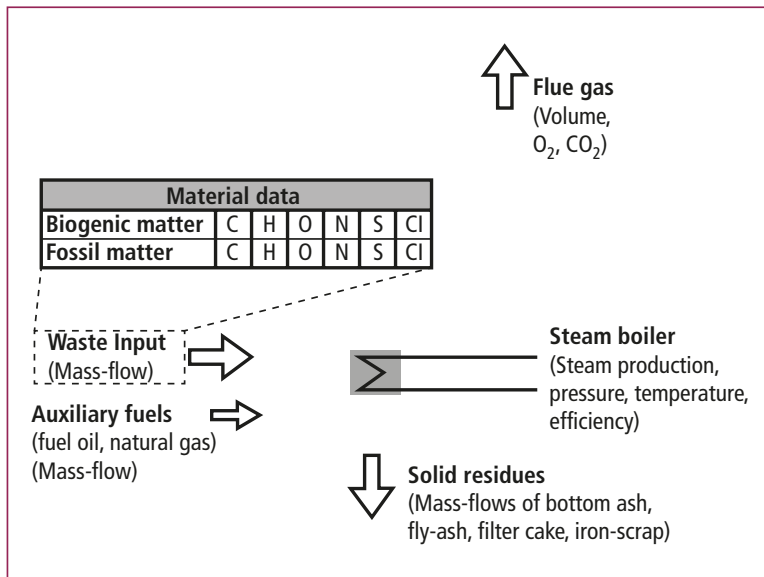 Flue gas
(Volume,
O₂, CO₂)
Material data
Biogenic matter C H O N S Cl
Fossil matter C H O N S Cl
Waste Input
(Mass-flow)
Auxiliary fuels
(fuel oil, natural gas)
(Mass-flow)
Steam boiler
(Steam production,
pressure, temperature,
efficiency)
Solid residues
(Mass-flows of bottom ash,
fly-ash, filter cake, iron-scrap)